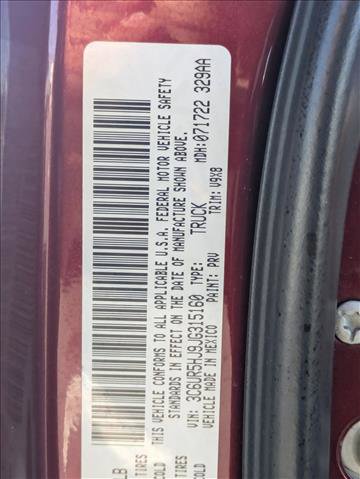 THIS VEHICLE CONFORMS TO ALL APPLICABLE U.S.A. FEDERAL MOTOR VEHICLE SAFETY
STANDARDS IN EFFECT ON THE DATE OF MANUFACTURE SHOWN ABOVE.
VIN: 3C6UR5HJ9JG315160 TYPE: TRUCK MDH: 071722 329AA
VEHICLE MADE IN MEXICO PAINT: PRV TRIM: V9X8
LB
TIRES
COLD
TIRES
COLD